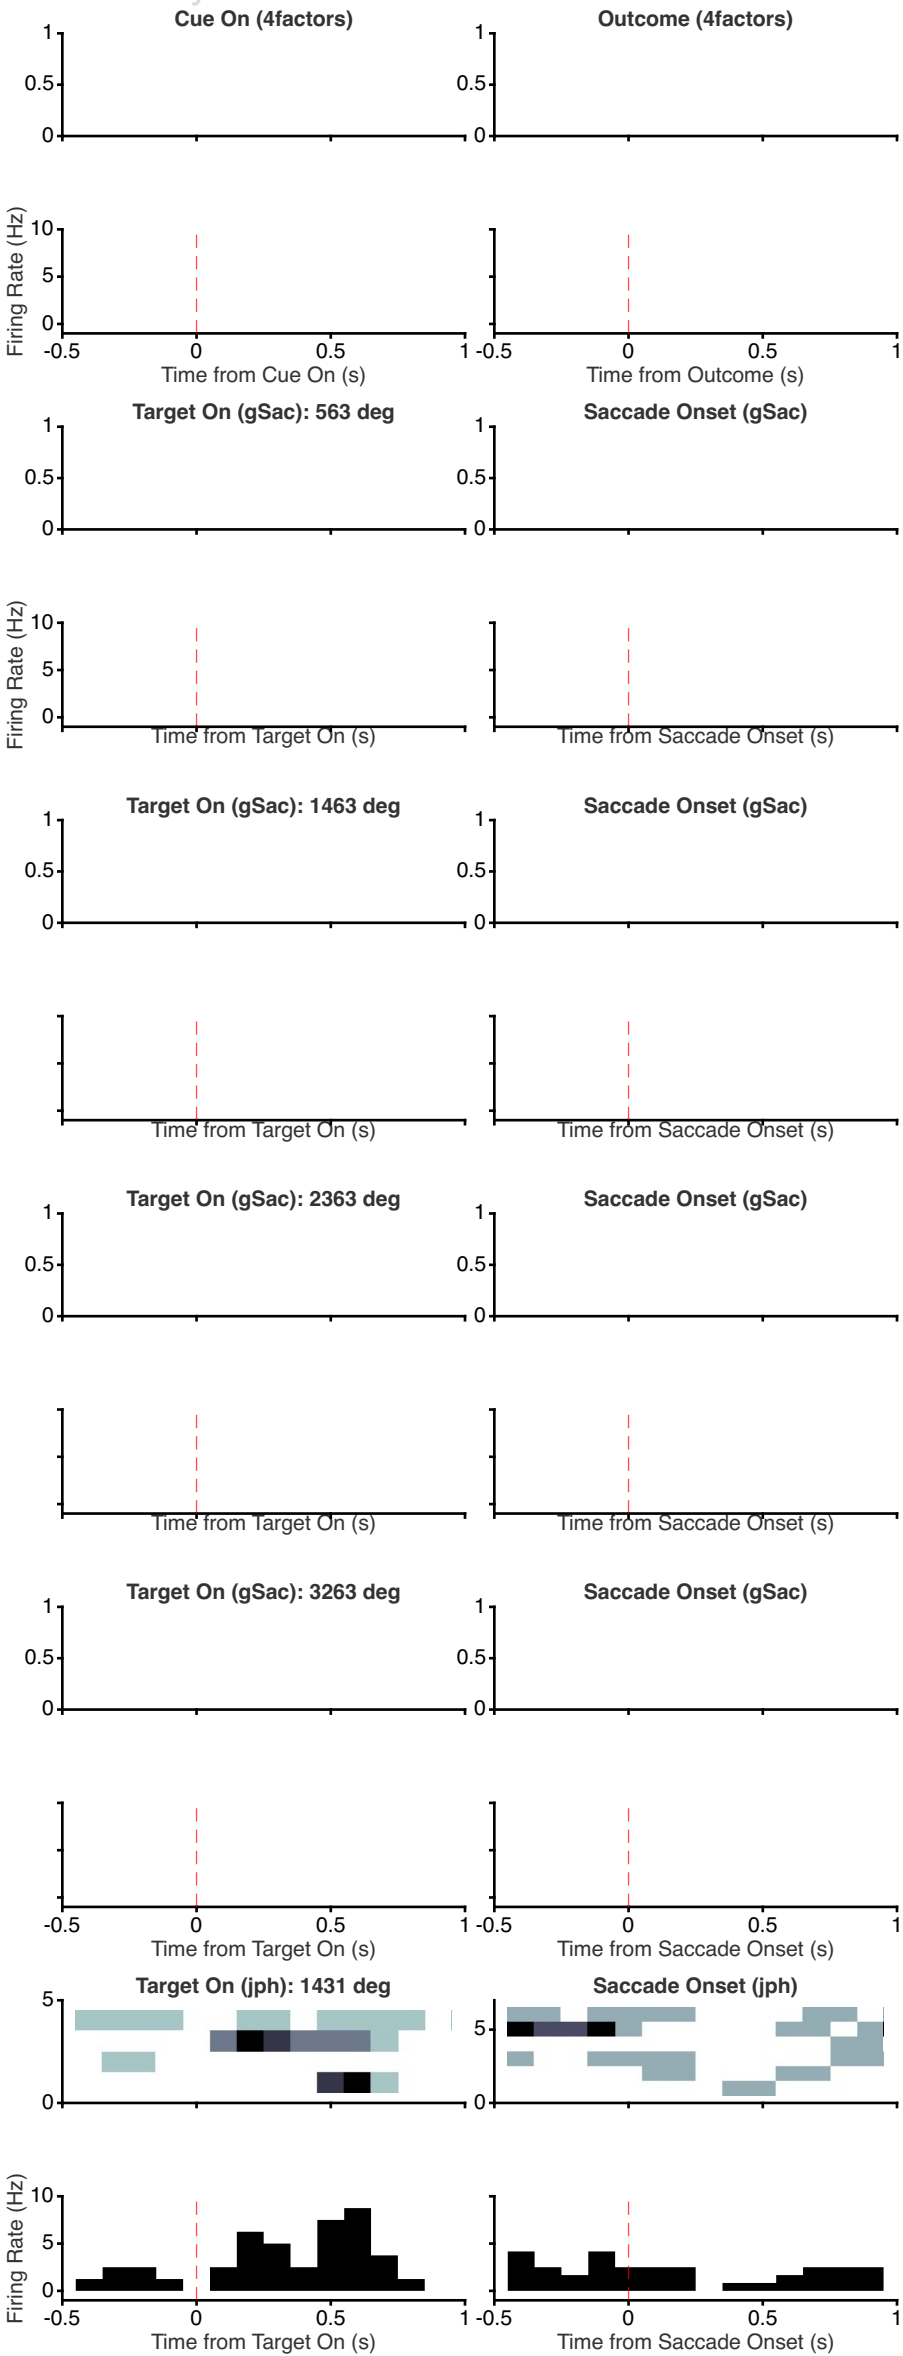 Cue On (4factors) Outcome (4factors)
1 1
0.5 0.5
0 0
Firing Rate (Hz)
10
5
0
-0.5 0 0.5 1 -0.5 0 0.5 1
Time from Cue On (s) Time from Outcome (s)
Target On (gSac): 563 deg Saccade Onset (gSac)
1 1
0.5 0.5
0 0
Firing Rate (Hz)
10
5
0
Time from Target On (s) Time from Saccade Onset (s)
Target On (gSac): 1463 deg Saccade Onset (gSac)
1 1
0.5 0.5
0 0
Time from Target On (s) Time from Saccade Onset (s)
Target On (gSac): 2363 deg Saccade Onset (gSac)
1 1
0.5 0.5
0 0
Time from Target On (s) Time from Saccade Onset (s)
Target On (gSac): 3263 deg Saccade Onset (gSac)
1 1
0.5 0.5
0 0
-0.5 0 0.5 1 -0.5 0 0.5 1
Time from Target On (s) Time from Saccade Onset (s)
Target On (jph): 1431 deg Saccade Onset (jph)
5 5
0 0
Firing Rate (Hz)
10
5
0
-0.5 0 0.5 1 -0.5 0 0.5 1
Time from Target On (s) Time from Saccade Onset (s)